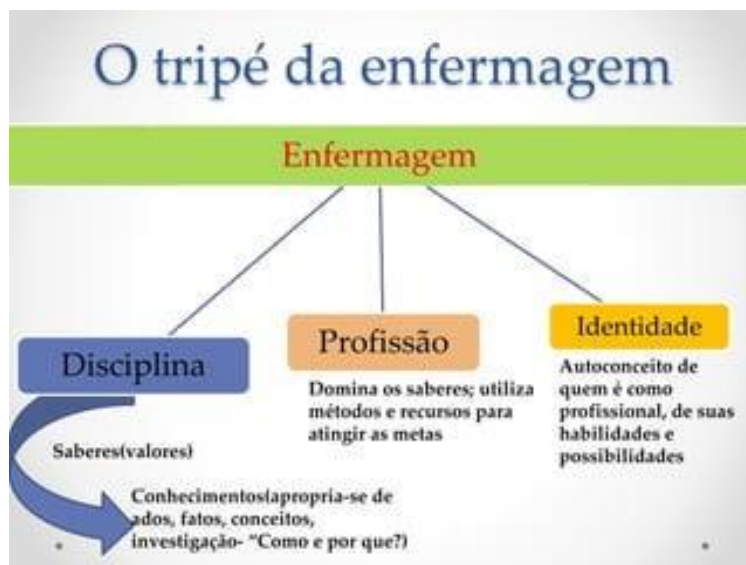 O tripé da enfermagem
Enfermagem
Disciplina
Saberes(valores)
Conhecimentos(apropria-se de
ados, fatos, conceitos,
investigação- “Como e por que?)
Profissão
Domina os saberes; utiliza
métodos e recursos para
atingir as metas
Identidade
Autoconceito de
quem é como
profissional, de suas
habilidades e
possibilidades